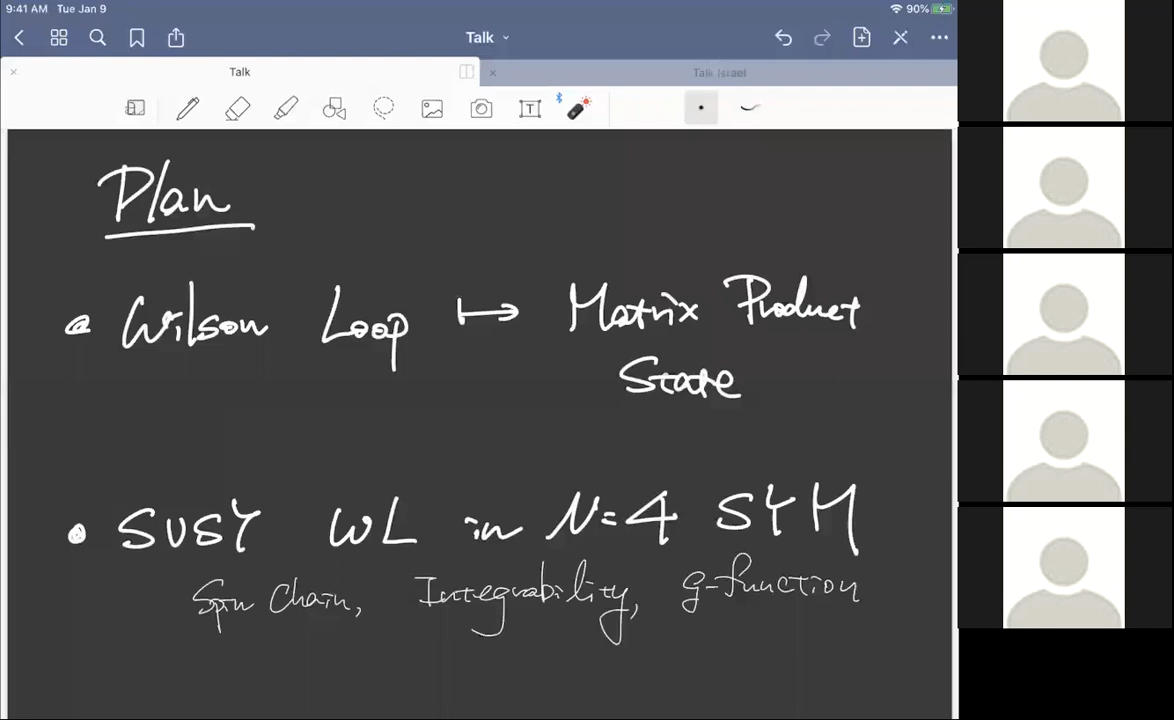 9:41 AM Tue Jan 9 90%
Talk
Talk Talk Israel
T
Plan
Wilson Loop ↦ Matrix Product
State
SUSY WL in N=4 SYM
Spin Chain, Integrability, g-function